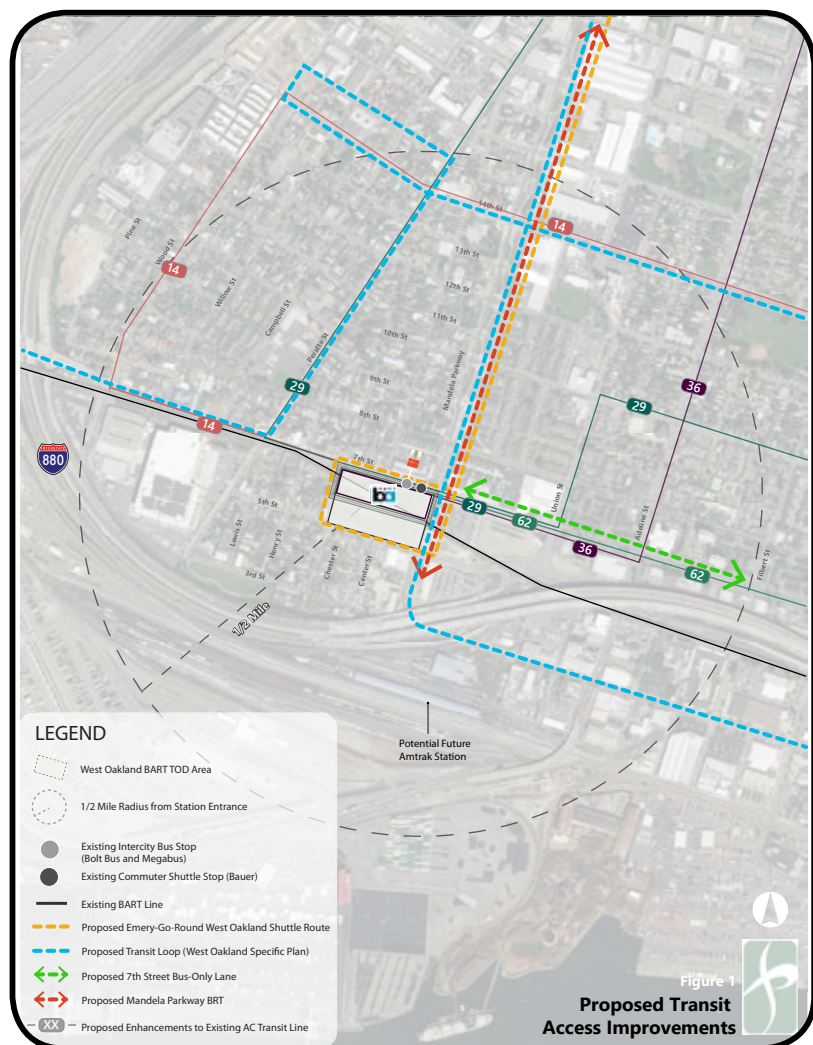 14th St
14
13th St
Pine St
Wood St
14
12th St
Willow St
11th St
Campbell St
10th St
Peralta St
Mandela Parkway
9th St
29
36
29
8th St
14
7th St
INTERSTATE
880
ba
5th St
29
62
Union St
Adeline St
36
62
Filbert St
Lewis St
Henry St
Chester St
Center St
3rd St
1/2 Mile
Potential Future
Amtrak Station
LEGEND
West Oakland BART TOD Area
1/2 Mile Radius from Station Entrance
Existing Intercity Bus Stop
(Bolt Bus and Megabus)
Existing Commuter Shuttle Stop (Bauer)
Existing BART Line
Proposed Emery-Go-Round West Oakland Shuttle Route
Proposed Transit Loop (West Oakland Specific Plan)
Proposed 7th Street Bus-Only Lane
Proposed Mandela Parkway BRT
XX Proposed Enhancements to Existing AC Transit Line
Figure 1
Proposed Transit
Access Improvements